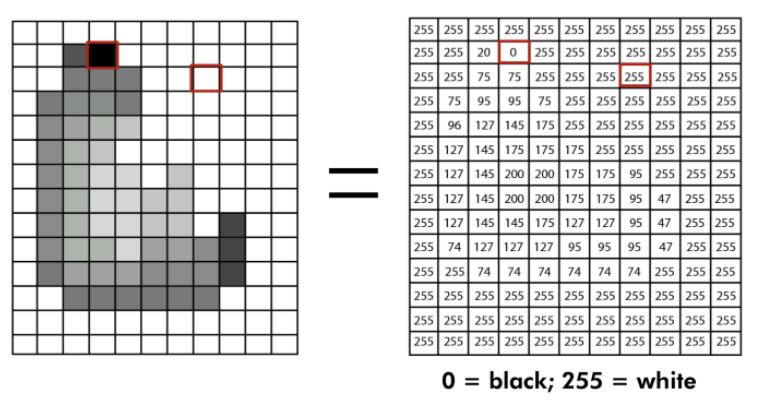 255 255 255 255 255 255 255 255 255 255 255
255 255 20 0 255 255 255 255 255 255 255
255 255 75 75 255 255 255 255 255 255 255
255 75 95 95 75 255 255 255 255 255 255
255 96 127 145 175 255 255 255 255 255 255
255 127 145 175 175 175 255 255 255 255 255
255 127 145 200 200 175 175 95 255 255 255
255 127 145 200 200 175 175 95 47 255 255
255 127 145 145 175 127 127 95 47 255 255
255 74 127 127 127 95 95 95 47 255 255
255 255 74 74 74 74 74 74 255 255 255
255 255 255 255 255 255 255 255 255 255 255
255 255 255 255 255 255 255 255 255 255 255
255 255 255 255 255 255 255 255 255 255 255
=
0 = black; 255 = white